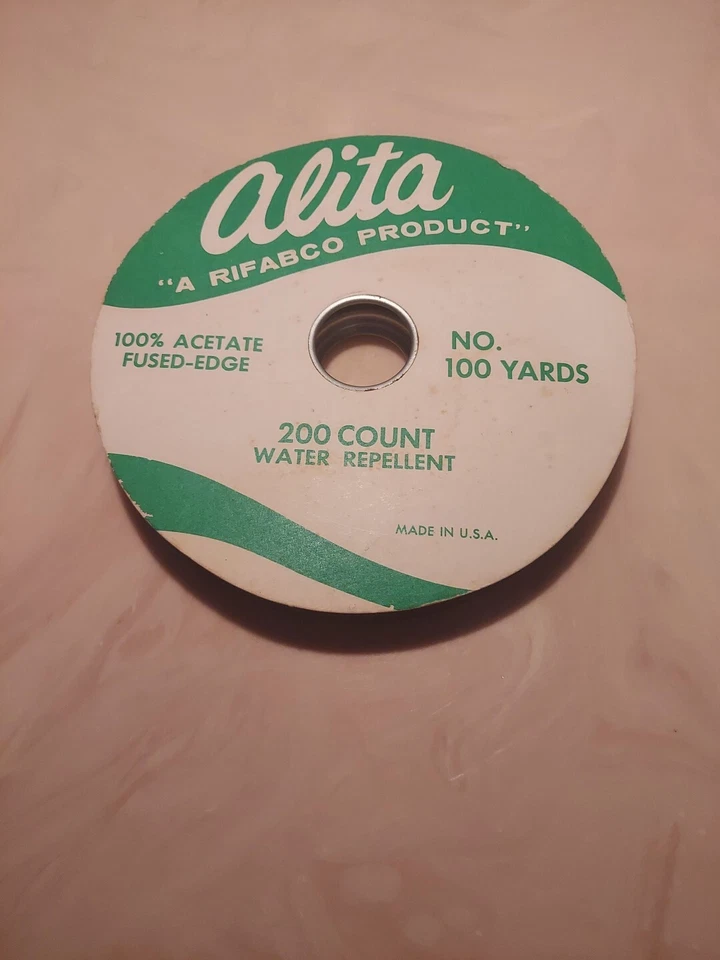 alita
"A RIFABCO PRODUCT"
100% ACETATE
FUSED-EDGE
NO.
100 YARDS
200 COUNT
WATER REPELLENT
MADE IN U.S.A.